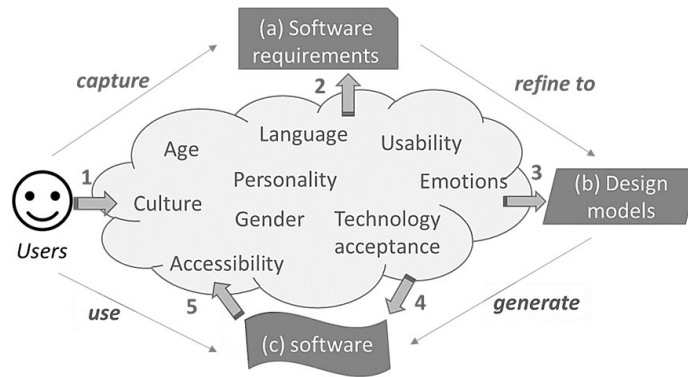 (a) Software
requirements
capture
refine to
2
Language
Usability
Age
1
Personality
Emotions
3
(b) Design
models
Culture
Gender
Technology
acceptance
Users
Accessibility
5
4
use
generate
(c) software